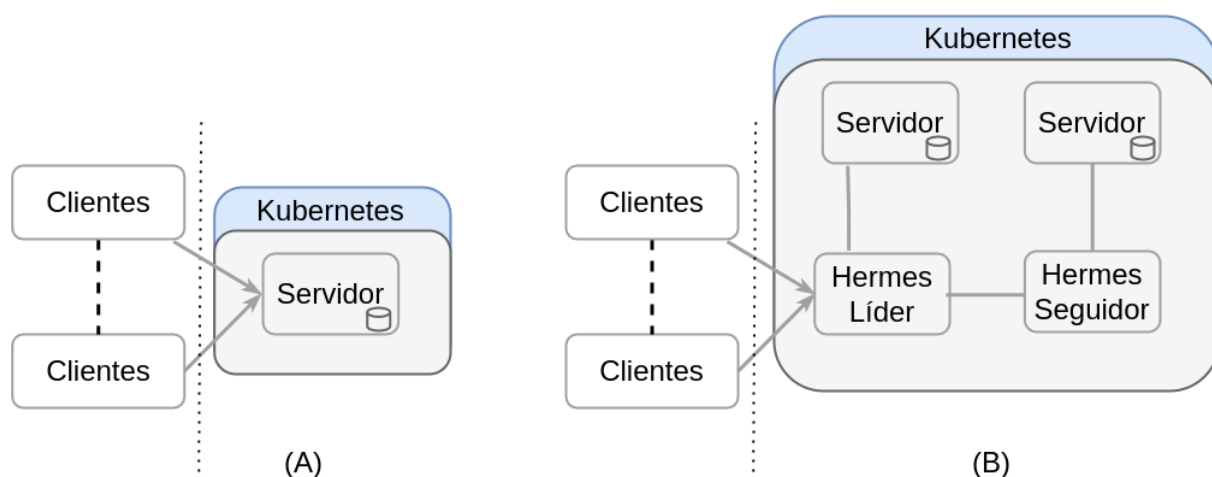 Clientes
Clientes
Kubernetes
Servidor
(A)
Clientes
Clientes
Kubernetes
Servidor
Servidor
Hermes
Líder
Hermes
Seguidor
(B)